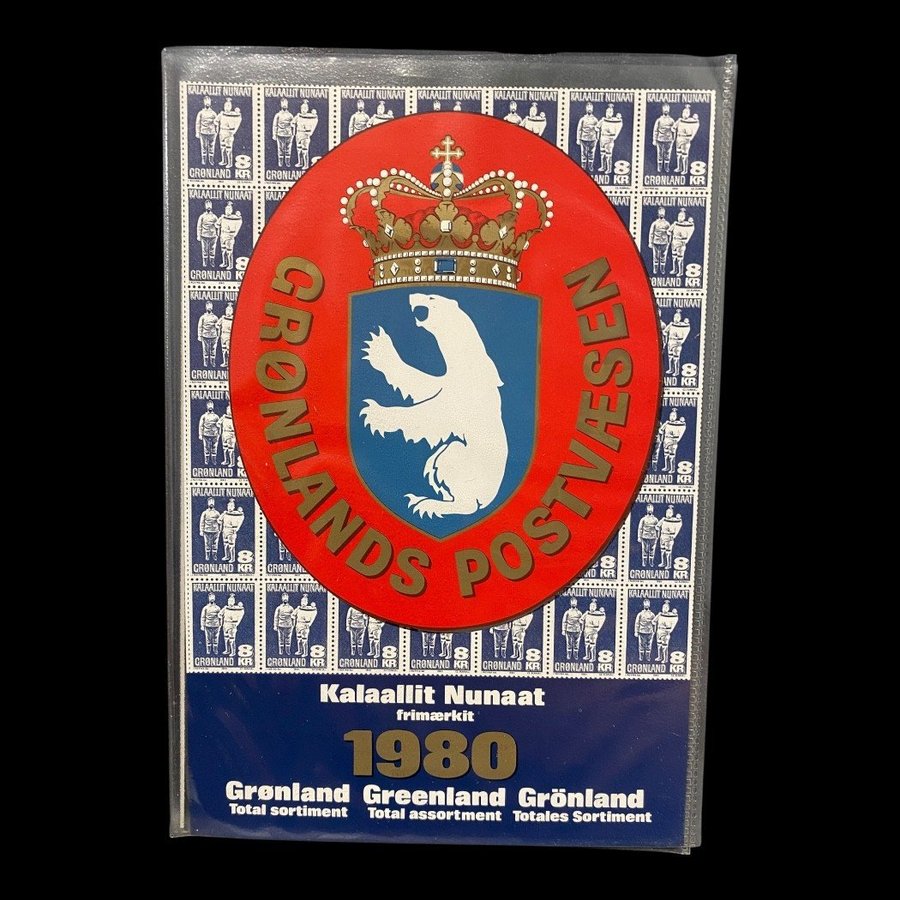 KALAALLIT NUNAAT
8
GRØNLAND KR
GRØNLANDS POSTVÆSEN
Kalaallit Nunaat
frimærkit
1980
Grønland Greenland Grönland
Total sortiment Total assortment Totales Sortiment